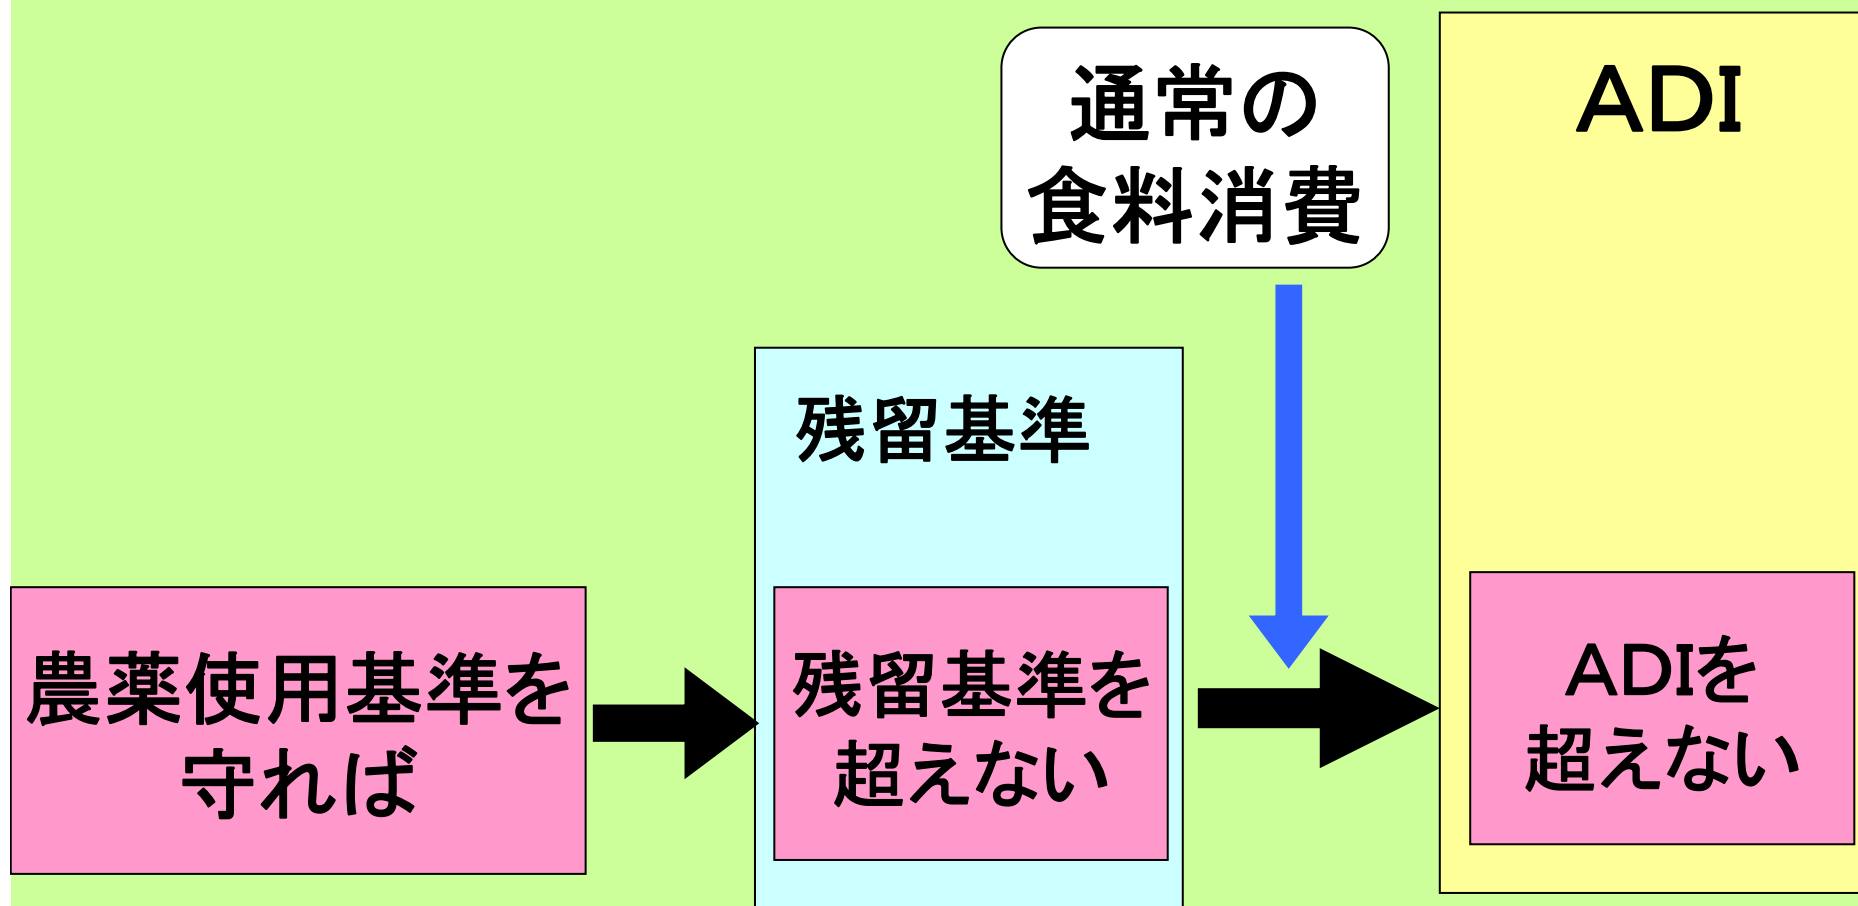 通常の
食料消費
ADI
残留基準
農薬使用基準を
守れば
残留基準を
超えない
ADIを
超えない